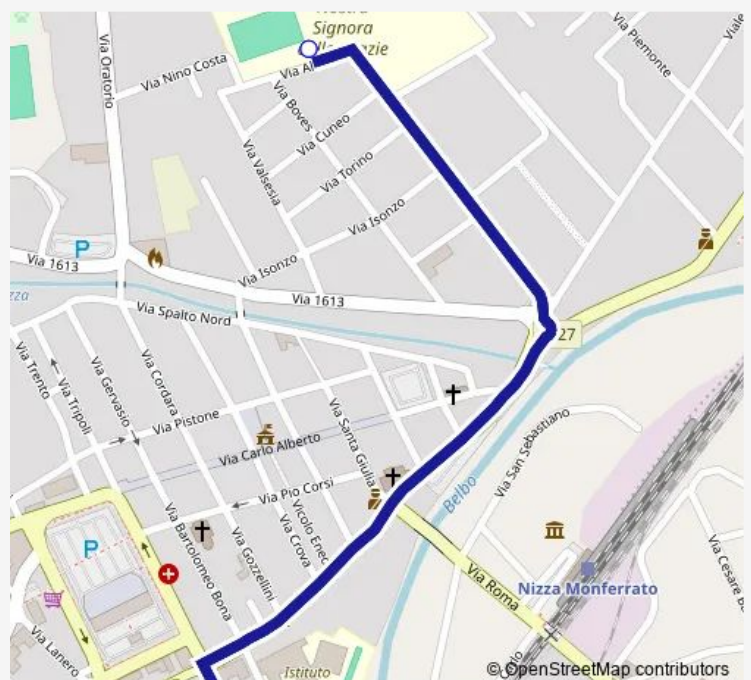 Signora
Via Nino Costa
Via Oratorio
Via Piemonte
Viale
Via Boves
Via Cuneo
Via Valsesia
Via Torino
Via Isonzo
Via Isonzo
P
Via 1613
Via 1613
Via Spalto Nord
27
Via Trento
Via Tripoli
Via Gervasio
Via Cordara
Via Pistone
Via Carlo Alberto
Via Santa Giulia
Via San Sebastiano
Belbo
Via Pio Corsi
P
Via Bartolomeo Bona
Via Gozzellini
Via Crova
Vicolo Enec
Via Roma
Nizza Monferrato
Via Cesare B
Via Lanero
Istituto
© OpenStreetMap contributors